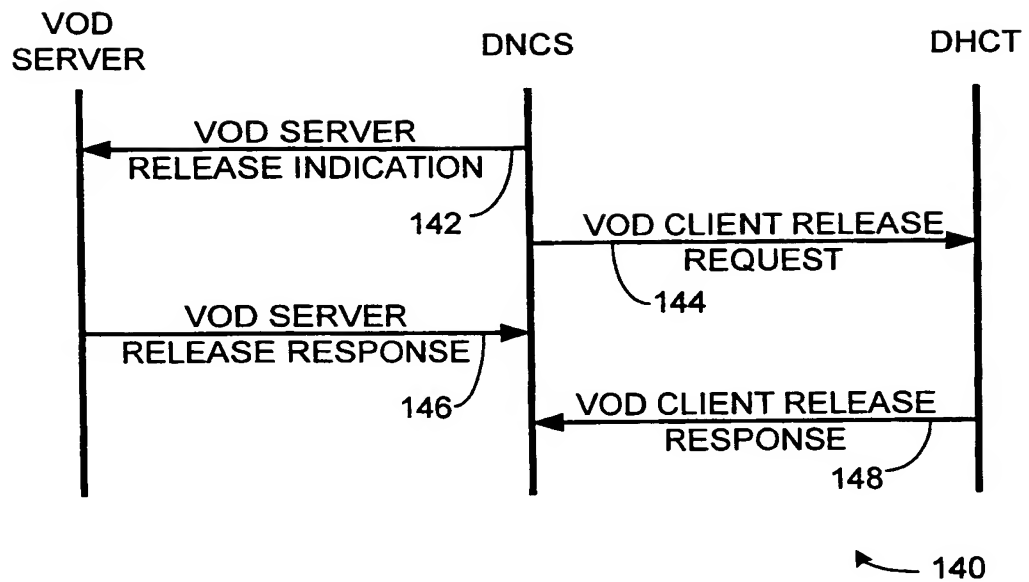 VOD
SERVER
DNCS
DHCT
VOD SERVER
RELEASE INDICATION
142
VOD CLIENT RELEASE
REQUEST
144
VOD SERVER
RELEASE RESPONSE
146
VOD CLIENT RELEASE
RESPONSE
148
140